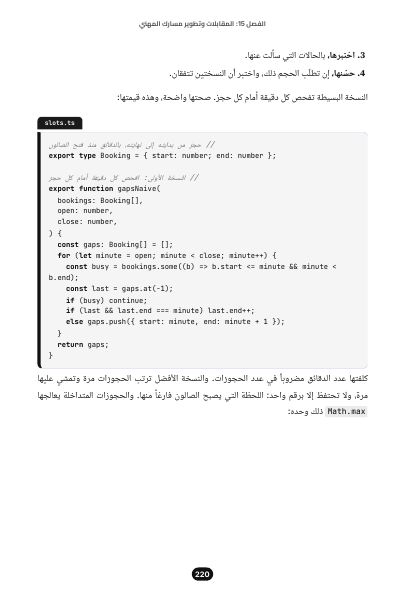 الفصل 15: المقابلات وتطوير مسارك المهني
3. اختبرها، بالحالات التي سألت عنها.
4. حسّنها، إن تطلّب الحجم ذلك، واختبر أن النسختين تتفقان.
النسخة البسيطة تفحص كل دقيقة أمام كل حجز. صحتها واضحة، وهذه قيمتها:
slots.ts
// حجز من بدايته إلى نهايته، بالدقائق منذ فتح الصالون
export type Booking = { start: number; end: number };
// النسخة الأولى: افحص كل دقيقة أمام كل حجز
export function gapsNaive(
bookings: Booking[],
open: number,
close: number,
) {
const gaps: Booking[] = [];
for (let minute = open; minute < close; minute++) {
const busy = bookings.some((b) => b.start <= minute && minute <
b.end);
const last = gaps.at(-1);
if (busy) continue;
if (last && last.end === minute) last.end++;
else gaps.push({ start: minute, end: minute + 1 });
}
return gaps;
}
كلفتها عدد الدقائق مضروباً في عدد الحجوزات. والنسخة الأفضل ترتب الحجوزات مرة وتمشي عليها
مرة، ولا تحتفظ إلا برقم واحد: اللحظة التي يصبح الصالون فارغاً منها. والحجوزات المتداخلة يعالجها
Math.max ذلك وحده:
220